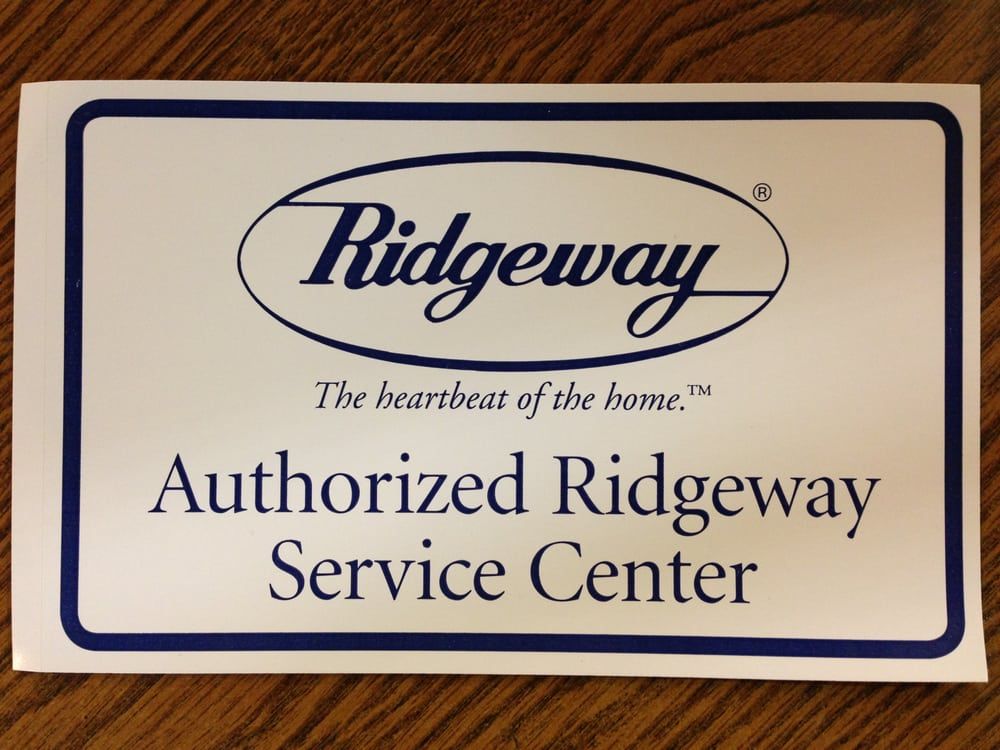 Ridgeway®
The heartbeat of the home.™
Authorized Ridgeway
Service Center